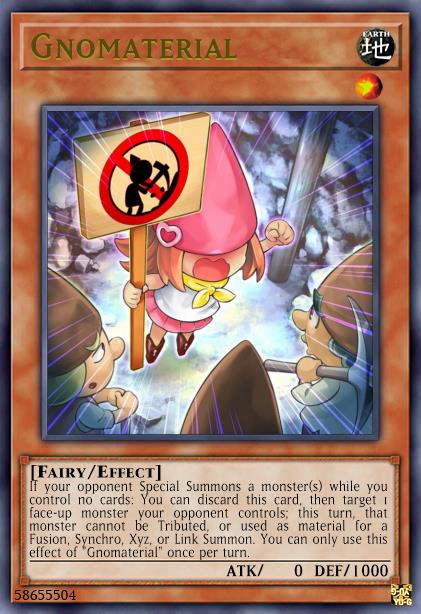 Gnomaterial
EARTH
地
[Fairy/Effect]
If your opponent Special Summons a monster(s) while you
control no cards: You can discard this card, then target 1
face-up monster your opponent controls; this turn, that
monster cannot be Tributed, or used as material for a
Fusion, Synchro, Xyz, or Link Summon. You can only use this
effect of "Gnomaterial" once per turn.
ATK/ 0 DEF/1000
58655504